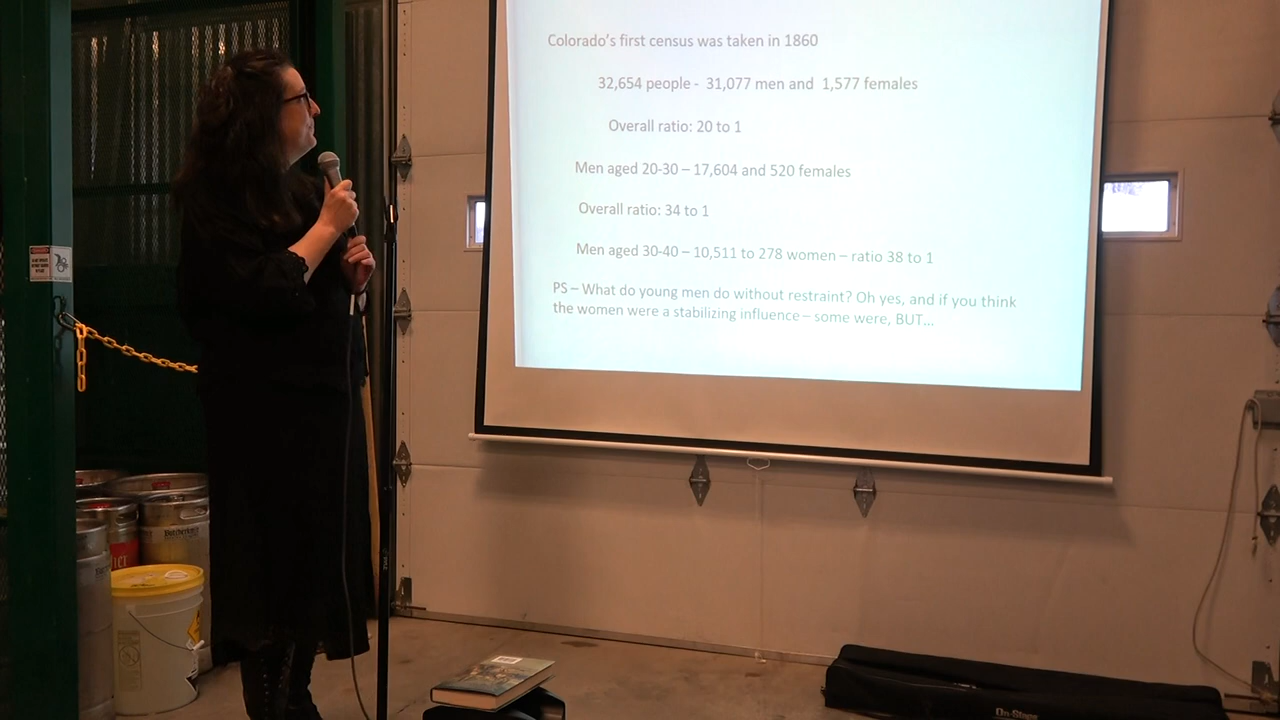 Colorado's first census was taken in 1860
32,654 people - 31,077 men and 1,577 females
Overall ratio: 20 to 1
Men aged 20-30 – 17,604 and 520 females
Overall ratio: 34 to 1
Men aged 30-40 – 10,511 to 278 women – ratio 38 to 1
PS – What do young men do without restraint? Oh yes, and if you think
the women were a stabilizing influence – some were, BUT...
On-Stage